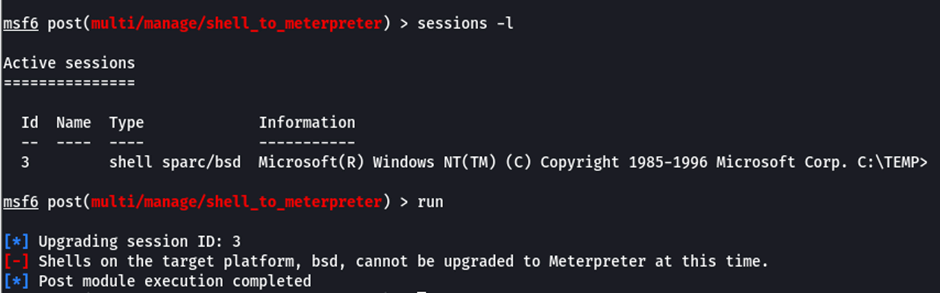 msf6 post(multi/manage/shell_to_meterpreter) > sessions -l
Active sessions
===============
Id  Name  Type             Information
--  ----  ----             -----------
3         shell sparc/bsd  Microsoft(R) Windows NT(TM) (C) Copyright 1985-1996 Microsoft Corp. C:\TEMP>
msf6 post(multi/manage/shell_to_meterpreter) > run
[*] Upgrading session ID: 3
[-] Shells on the target platform, bsd, cannot be upgraded to Meterpreter at this time.
[*] Post module execution completed